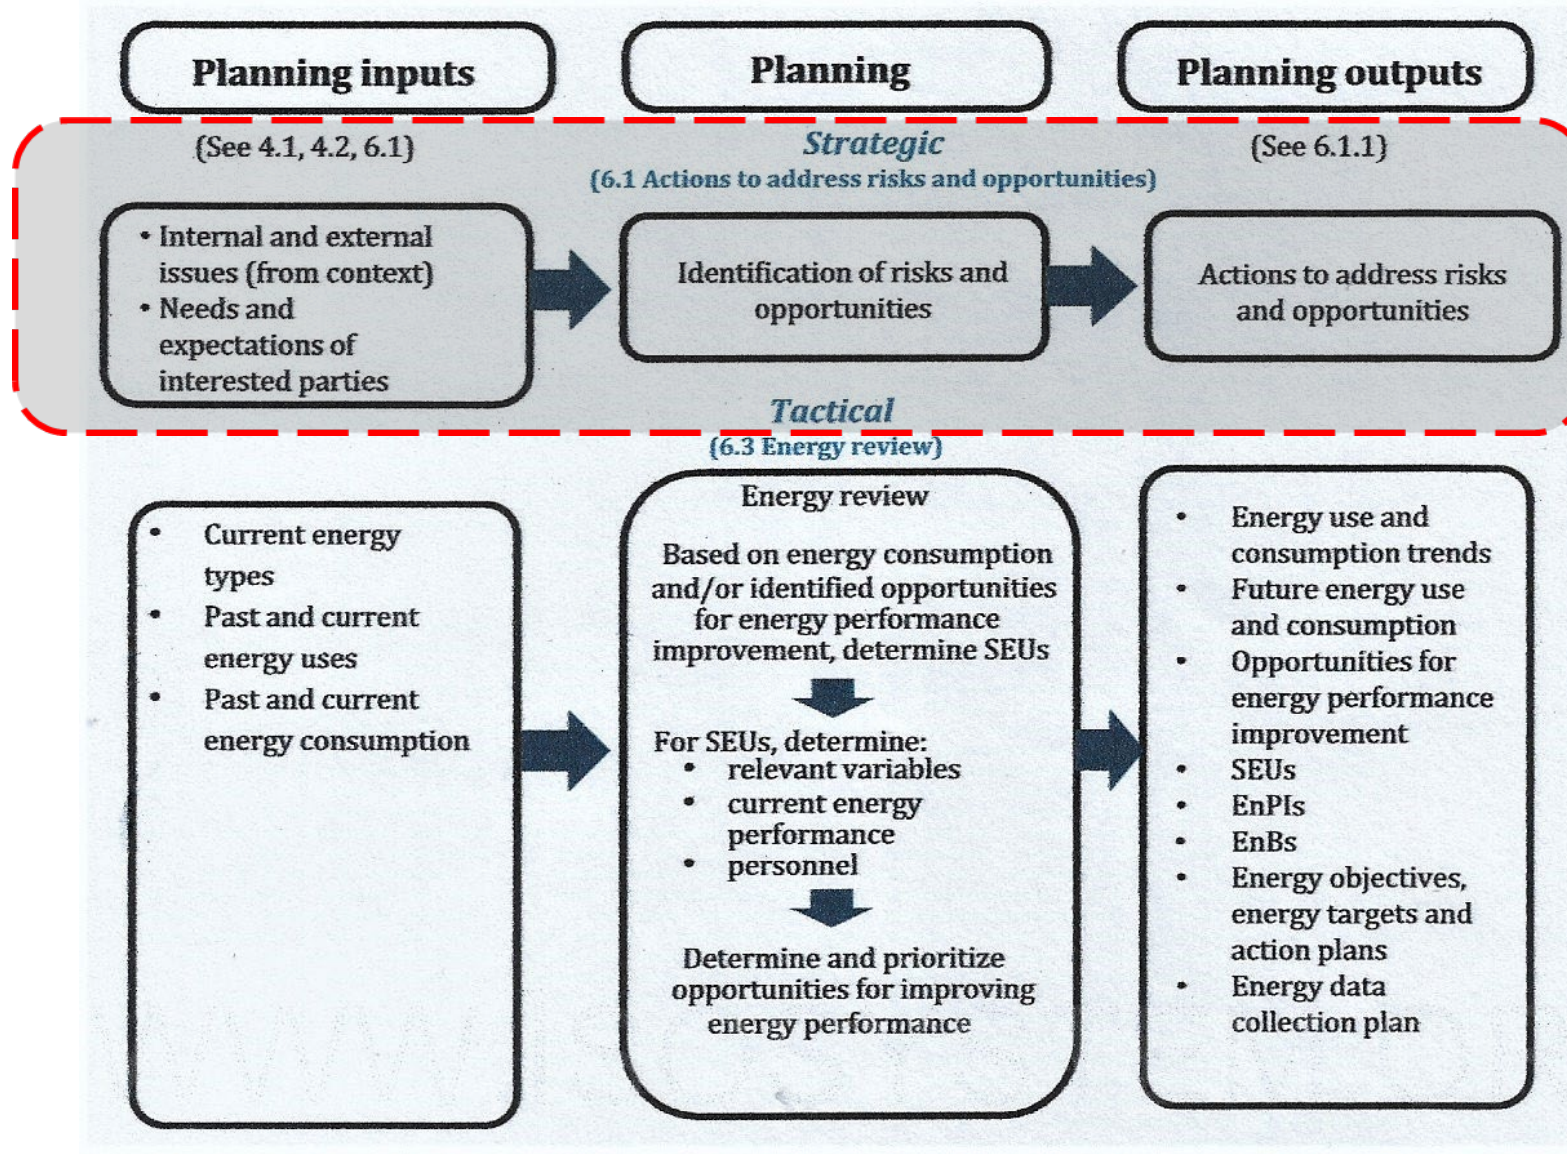 Planning inputs
Planning
Planning outputs
(See 4.1, 4.2, 6.1)
Strategic
(6.1 Actions to address risks and opportunities)
(See 6.1.1)
• Internal and external
issues (from context)
• Needs and
expectations of
interested parties
Identification of risks and
opportunities
Actions to address risks
and opportunities
Tactical
(6.3 Energy review)
• Current energy
types
• Past and current
energy uses
• Past and current
energy consumption
Energy review
Based on energy consumption
and/or identified opportunities
for energy performance
improvement, determine SEUs
For SEUs, determine:
• relevant variables
• current energy
performance
• personnel
Determine and prioritize
opportunities for improving
energy performance
• Energy use and
consumption trends
• Future energy use
and consumption
• Opportunities for
energy performance
improvement
• SEUs
• EnPIs
• EnBs
• Energy objectives,
energy targets and
action plans
• Energy data
collection plan